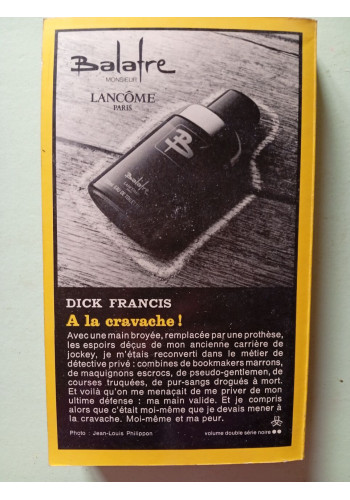 Balafre
MONSIEUR
LANCÔME
PARIS
Balafre
DICK FRANCIS
A la cravache !
Avec une main broyée, remplacée par une prothèse,
les espoirs déçus de mon ancienne carrière de
jockey, je m'étais reconverti dans le métier de
détective privé : combines de bookmakers marrons,
de maquignons escrocs, de pseudo-gentlemen, de
courses truquées, de pur-sangs drogués à mort.
Et voilà qu'on me menaçait de me priver de mon
ultime défense : ma main valide. Et je compris
alors que c'était moi-même que je devais mener à
la cravache. Moi-même et ma peur.
Photo : Jean-Louis Philippon
volume double série noire